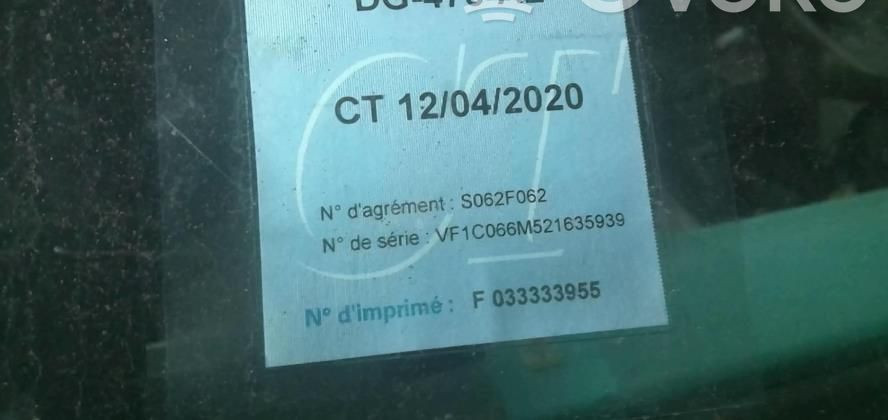 CT 12/04/2020
N° d'agrément : S062F062
N° de série : VF1C066M521635939
N° d'imprimé : F 033333955